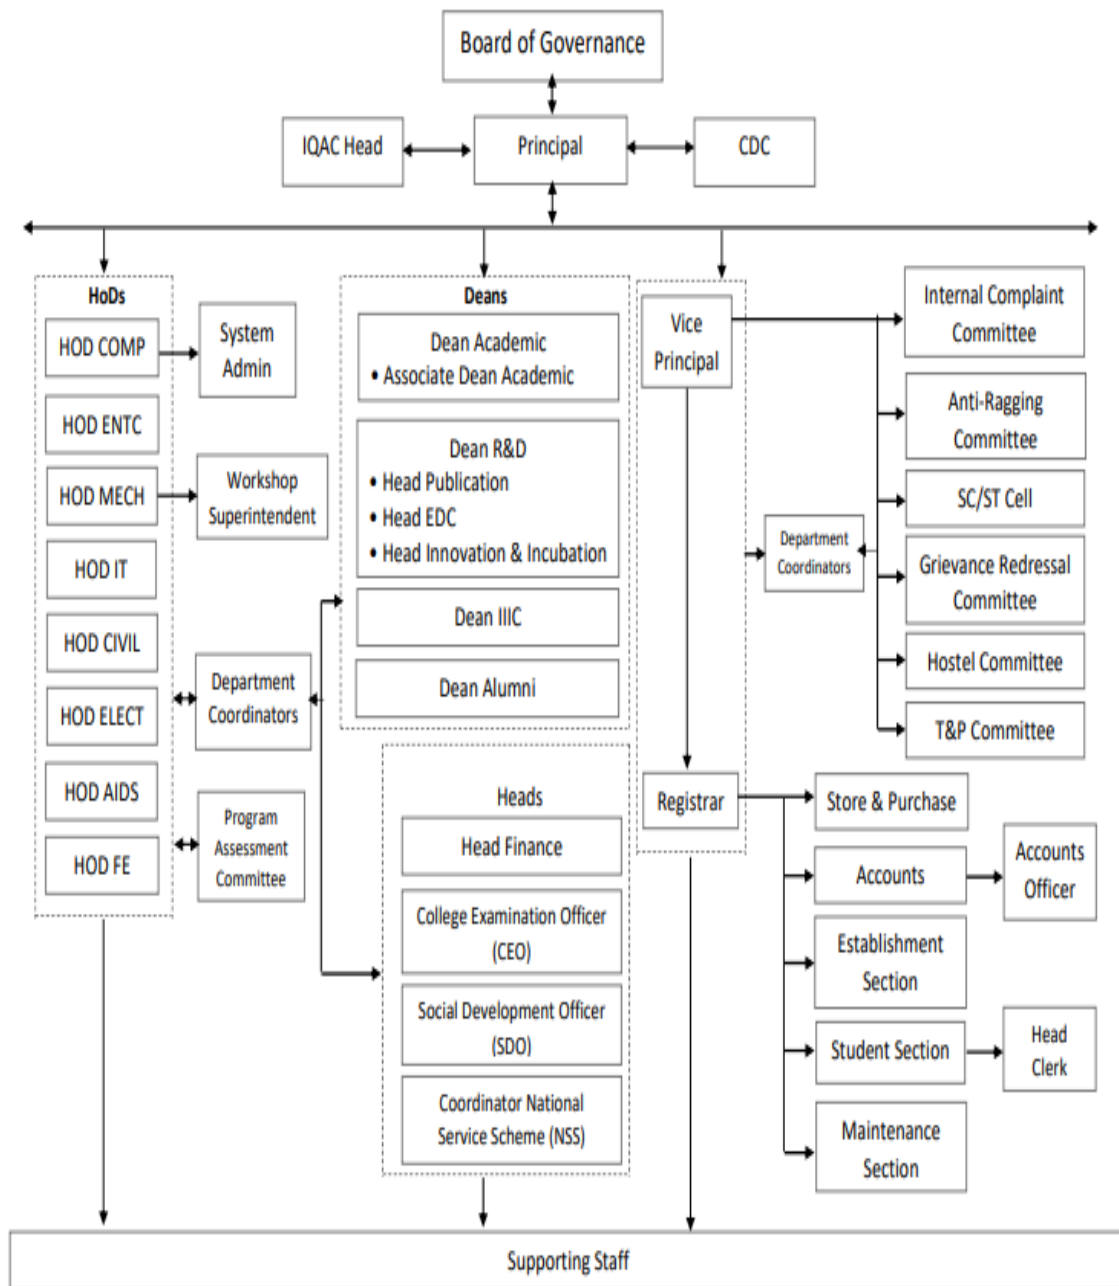 Board of Governance
IQAC Head
Principal
CDC
HoDs
HOD COMP
HOD ENTC
HOD MECH
HOD IT
HOD CIVIL
HOD ELECT
HOD AIDS
HOD FE
System
Admin
Workshop
Superintendent
Department
Coordinators
Program
Assessment
Committee
Deans
Dean Academic
• Associate Dean Academic
Dean R&D
• Head Publication
• Head EDC
• Head Innovation & Incubation
Dean IIIC
Dean Alumni
Heads
Head Finance
College Examination Officer
(CEO)
Social Development Officer
(SDO)
Coordinator National
Service Scheme (NSS)
Vice
Principal
Registrar
Department
Coordinators
Internal Complaint
Committee
Anti-Ragging
Committee
SC/ST Cell
Grievance Redressal
Committee
Hostel Committee
T&P Committee
Store & Purchase
Accounts
Accounts
Officer
Establishment
Section
Student Section
Head
Clerk
Maintenance
Section
Supporting Staff